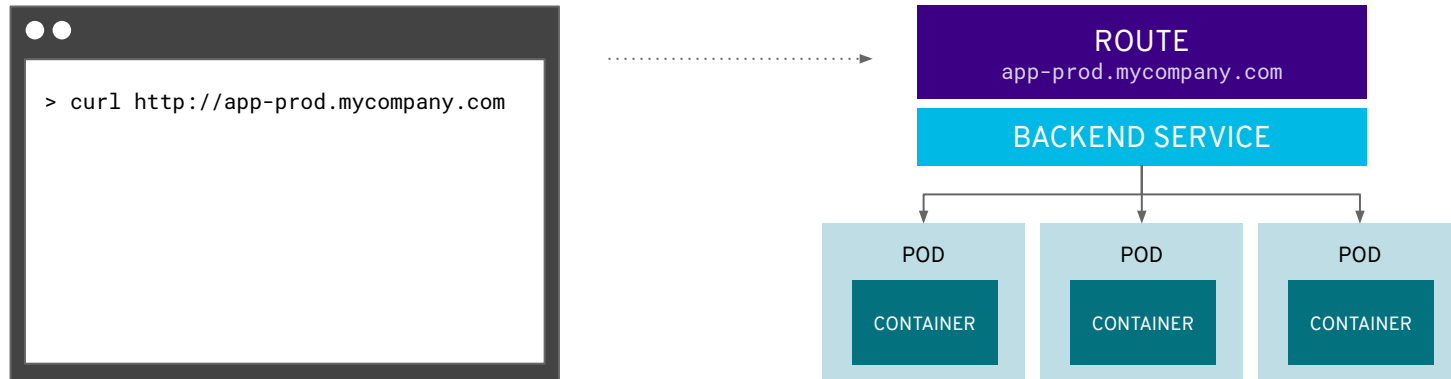 > curl http://app-prod.mycompany.com
ROUTE
app-prod.mycompany.com
BACKEND SERVICE
POD
CONTAINER
POD
CONTAINER
POD
CONTAINER